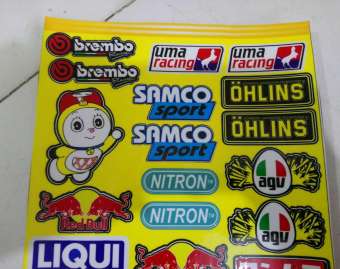 brembo
uma
racing
uma
racing
brembo
SAMCO
sport
ÖHLINS
SAMCO
sport
ÖHLINS
NITRON
agv
NITRON
agv
Red Bull
LIQUI